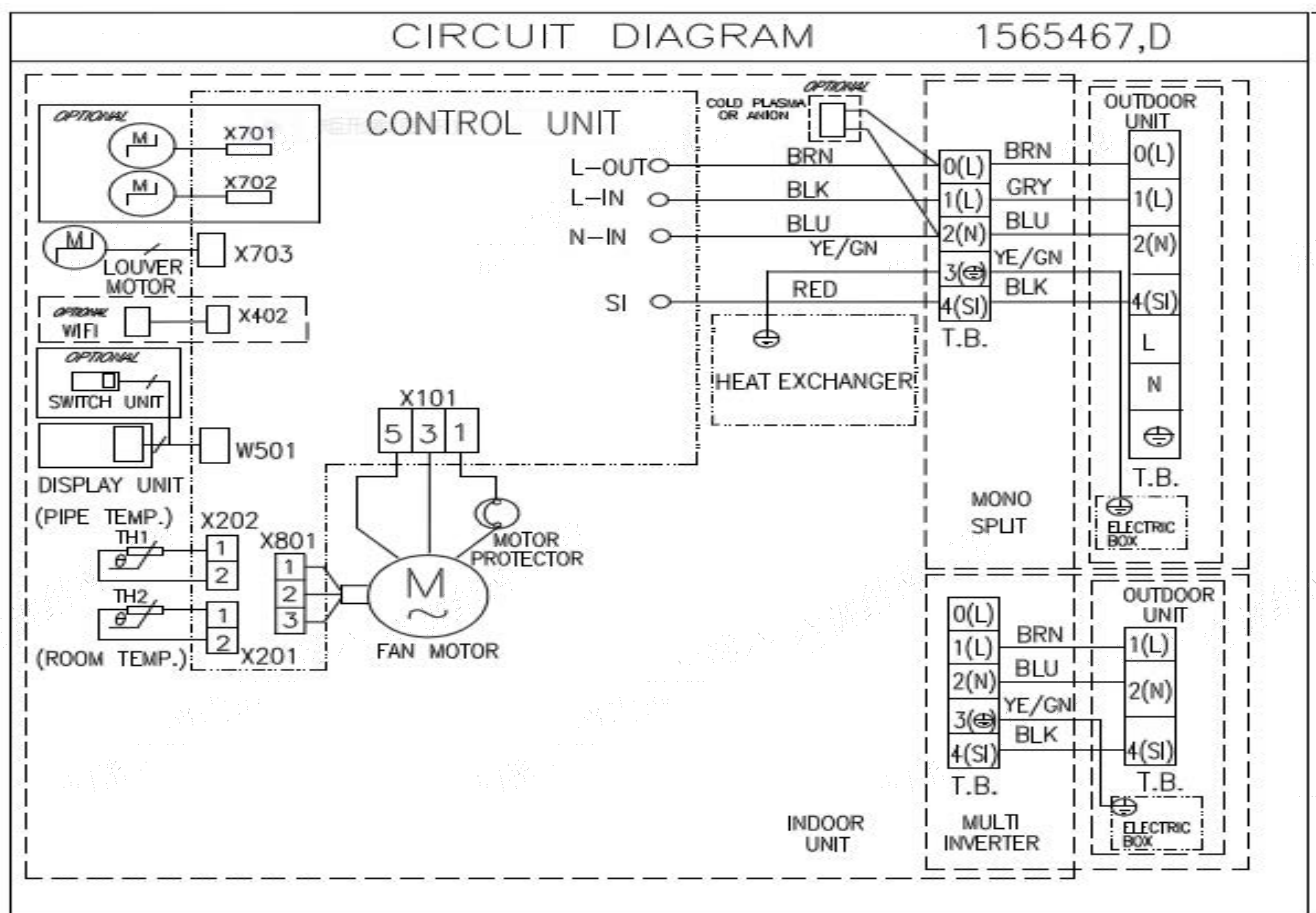 CIRCUIT DIAGRAM 1565467,D
OPTIONAL
M
X701
M
X702
M
LOUVER
MOTOR
X703
OPTIONAL
WIFI
X402
OPTIONAL
SWITCH UNIT
DISPLAY UNIT
W501
(PIPE TEMP.)
TH1
θ
X202
1
2
TH2
θ
1
2
(ROOM TEMP.)
X201
X801
1
2
3
CONTROL UNIT
L-OUT
L-IN
N-IN
SI
X101
5 3 1
MOTOR
PROTECTOR
M
~
FAN MOTOR
OPTIONAL
COLD PLASMA
OR ANION
BRN
BLK
BLU
YE/GN
RED
HEAT EXCHANGER
0(L)
1(L)
2(N)
3(⏚)
4(SI)
T.B.
BRN
GRY
BLU
YE/GN
BLK
MONO
SPLIT
OUTDOOR
UNIT
0(L)
1(L)
2(N)
4(SI)
L
N
T.B.
ELECTRIC
BOX
0(L)
1(L)
2(N)
3(⏚)
4(SI)
T.B.
BRN
BLU
YE/GN
BLK
MULTI
INVERTER
OUTDOOR
UNIT
1(L)
2(N)
4(SI)
T.B.
ELECTRIC
BOX
INDOOR
UNIT